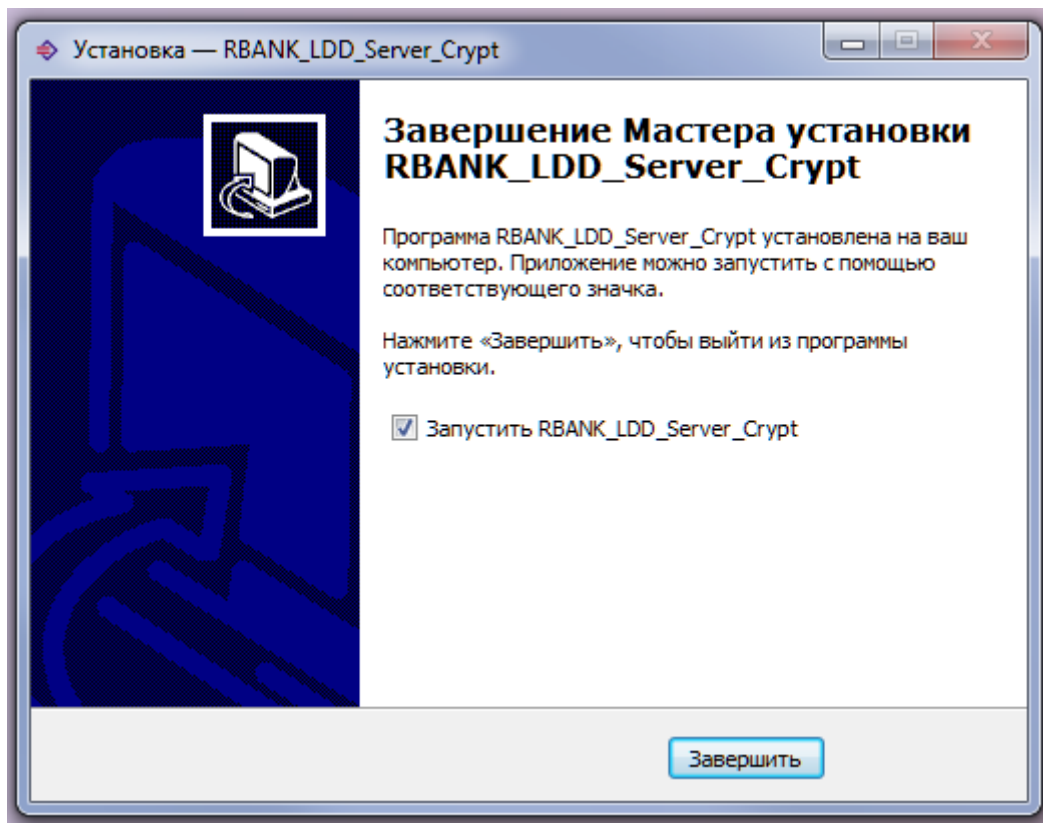 Установка — RBANK_LDD_Server_Crypt
Завершение Мастера установки
RBANK_LDD_Server_Crypt
Программа RBANK_LDD_Server_Crypt установлена на ваш
компьютер. Приложение можно запустить с помощью
соответствующего значка.
Нажмите «Завершить», чтобы выйти из программы
установки.
Запустить RBANK_LDD_Server_Crypt
Завершить